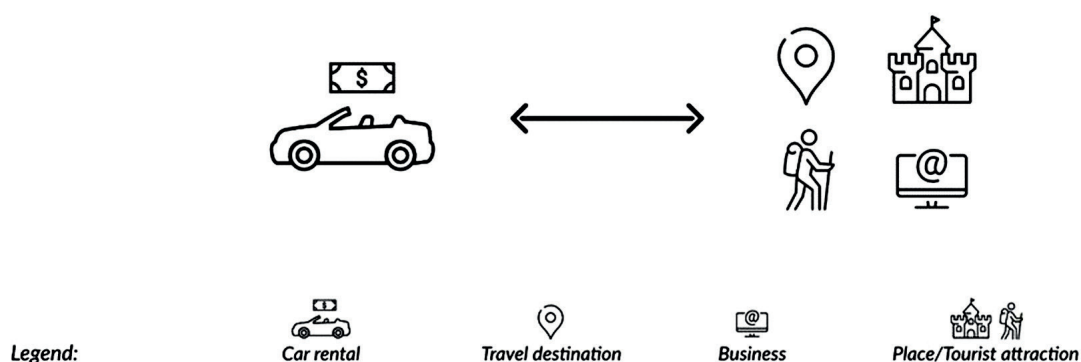 $
@
$
@
Legend:
Car rental
Travel destination
Business
Place/Tourist attraction